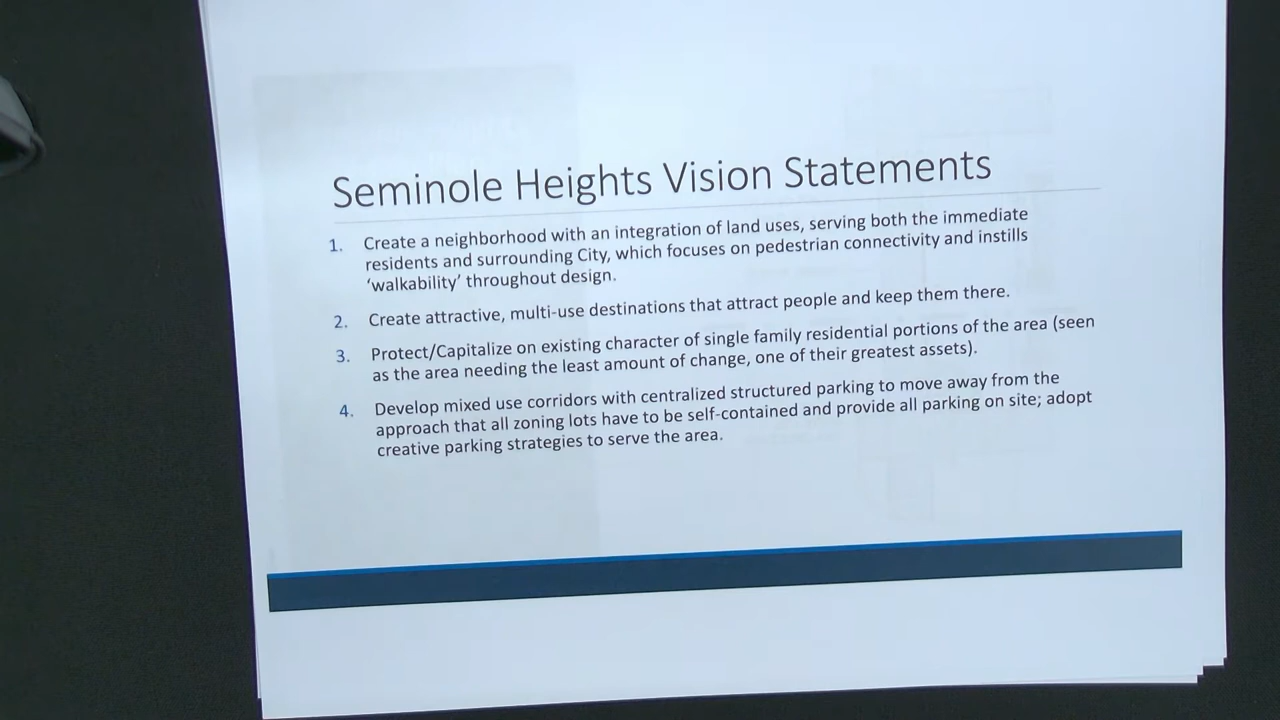 Seminole Heights Vision Statements
1. Create a neighborhood with an integration of land uses, serving both the immediate
residents and surrounding City, which focuses on pedestrian connectivity and instills
‘walkability’ throughout design.
2. Create attractive, multi-use destinations that attract people and keep them there.
3. Protect/Capitalize on existing character of single family residential portions of the area (seen
as the area needing the least amount of change, one of their greatest assets).
4. Develop mixed use corridors with centralized structured parking to move away from the
approach that all zoning lots have to be self-contained and provide all parking on site; adopt
creative parking strategies to serve the area.